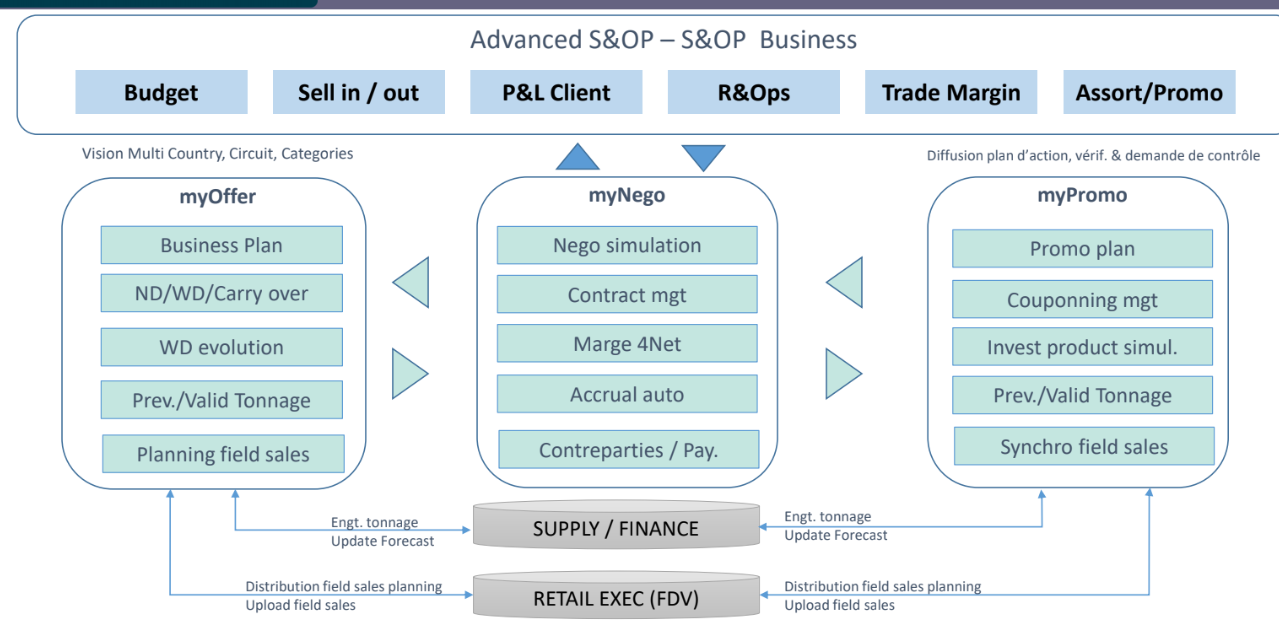 Advanced S&OP – S&OP Business
Budget
Sell in / out
P&L Client
R&Ops
Trade Margin
Assort/Promo
Vision Multi Country, Circuit, Categories
Diffusion plan d’action, vérif. & demande de contrôle
myOffer
Business Plan
ND/WD/Carry over
WD evolution
Prev./Valid Tonnage
Planning field sales
myNego
Nego simulation
Contract mgt
Marge 4Net
Accrual auto
Contreparties / Pay.
myPromo
Promo plan
Couponning mgt
Invest product simul.
Prev./Valid Tonnage
Synchro field sales
Engt. tonnage
Update Forecast
SUPPLY / FINANCE
Engt. tonnage
Update Forecast
Distribution field sales planning
Upload field sales
RETAIL EXEC (FDV)
Distribution field sales planning
Upload field sales